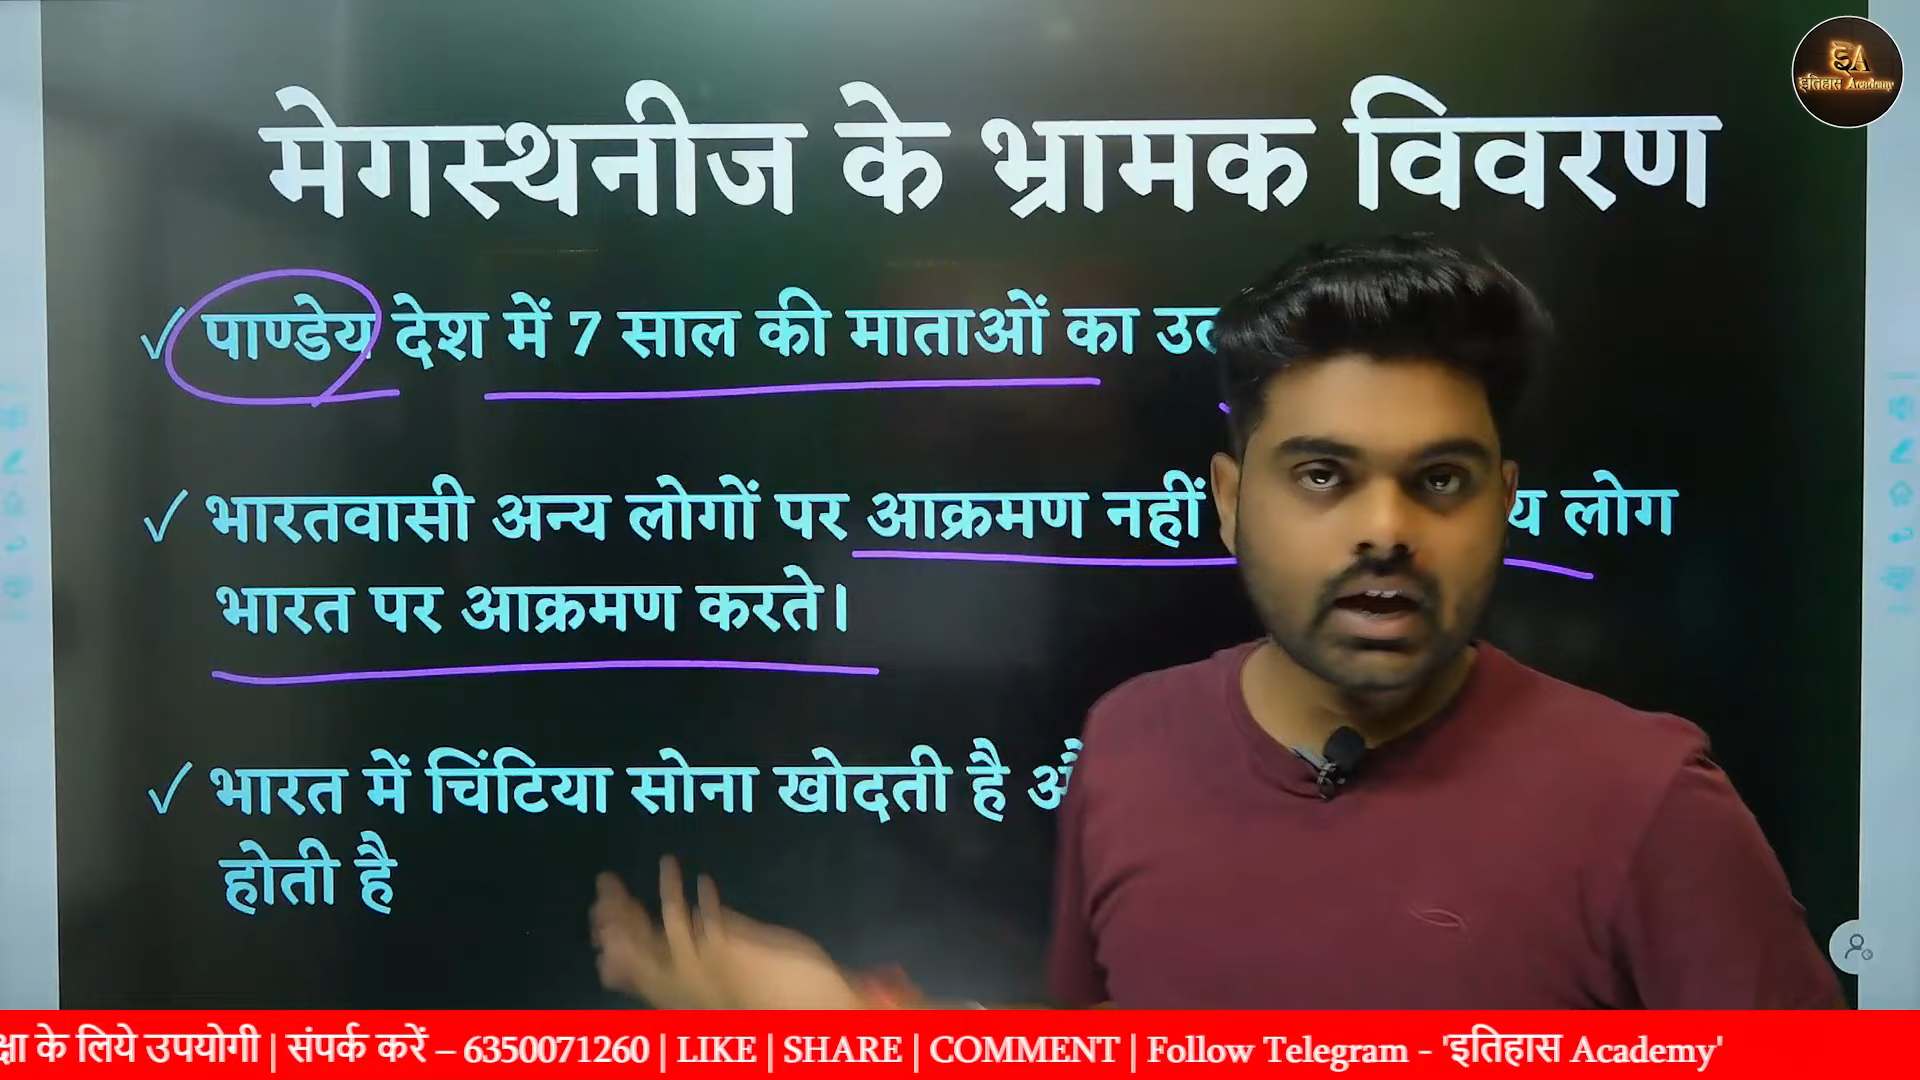 इतिहास Academy
मेगस्थनीज के भ्रामक विवरण
✓ पाण्डेय देश में 7 साल की माताओं का
✓ भारतवासी अन्य लोगों पर आक्रमण नहीं लोग
भारत पर आक्रमण करते।
✓ भारत में चिंटिया सोना खोदती है
होती है
के लिये उपयोगी | संपर्क करें – 6350071260 | LIKE | SHARE | COMMENT | Follow Telegram - 'इतिहास Academy'